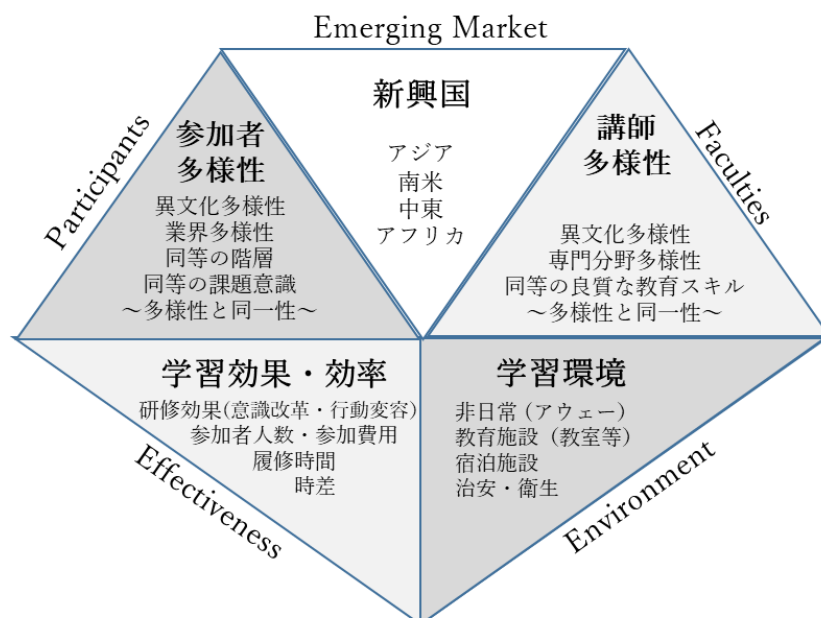 Emerging Market
新興国
アジア
南米
中東
アフリカ
Participants
参加者
多様性
異文化多様性
業界多様性
同等の階層
同等の課題意識
~多様性と同一性~
Faculties
講師
多様性
異文化多様性
専門分野多様性
同等の良質な教育スキル
~多様性と同一性~
Effectiveness
学習効果・効率
研修効果(意識改革・行動変容)
参加者人数・参加費用
履修時間
時差
Environment
学習環境
非日常(アウェー)
教育施設(教室等)
宿泊施設
治安・衛生